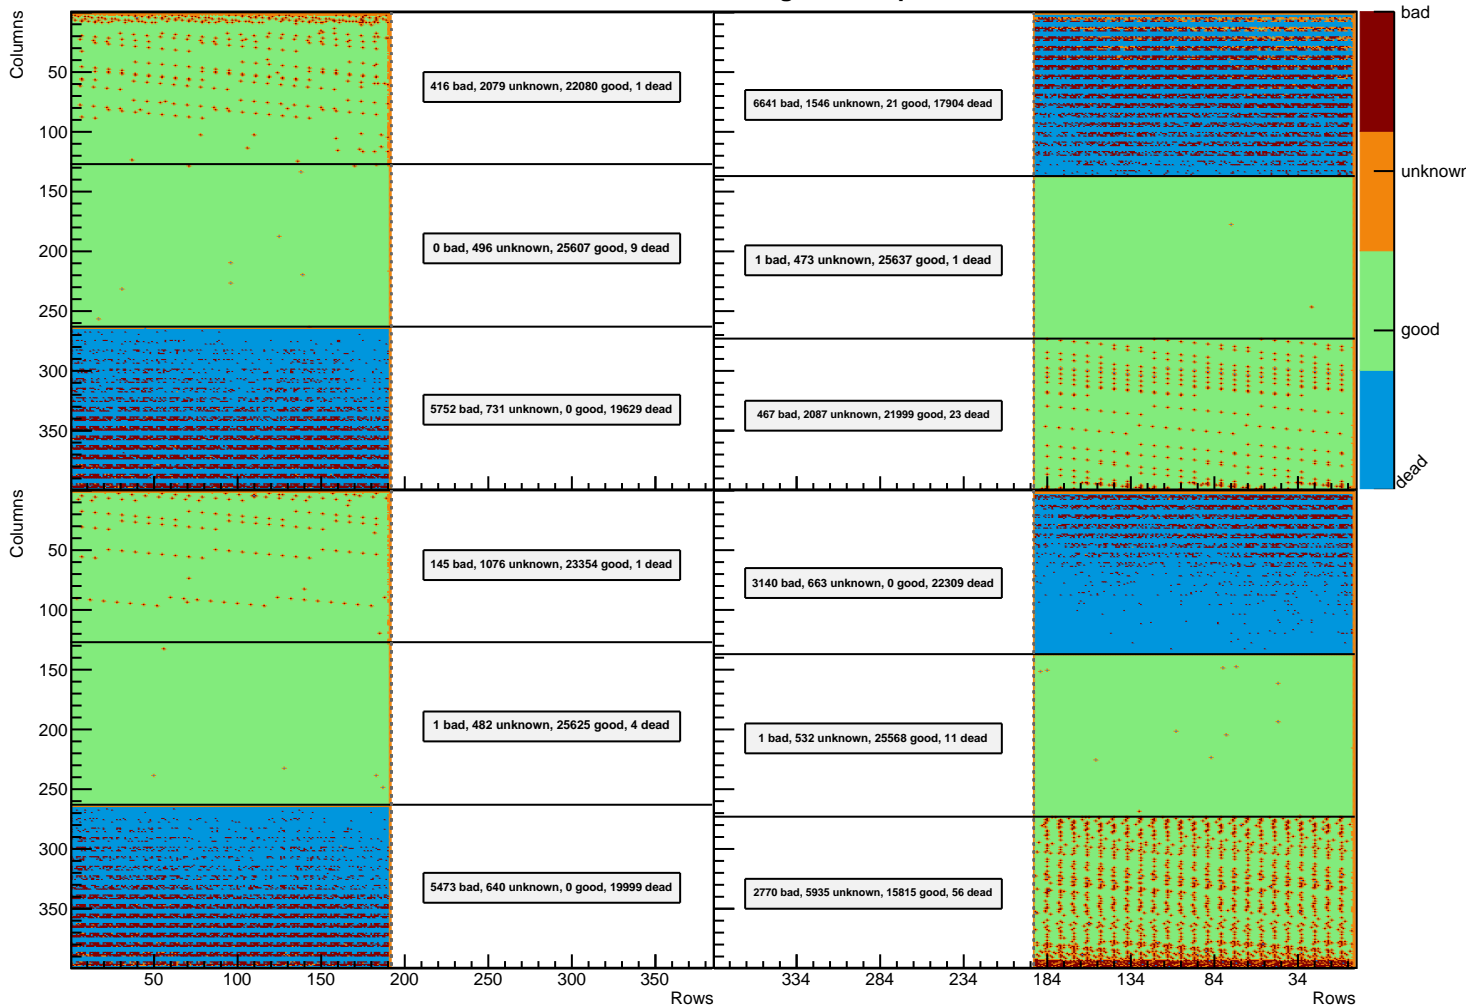 Columns
50
100
150
200
250
300
350
416 bad, 2079 unknown, 22080 good, 1 dead
0 bad, 496 unknown, 25607 good, 9 dead
5752 bad, 731 unknown, 0 good, 19629 dead
6641 bad, 1546 unknown, 21 good, 17904 dead
1 bad, 473 unknown, 25637 good, 1 dead
467 bad, 2087 unknown, 21999 good, 23 dead
bad
unknown
good
dead
Columns
50
100
150
200
250
300
350
145 bad, 1076 unknown, 23354 good, 1 dead
1 bad, 482 unknown, 25625 good, 4 dead
5473 bad, 640 unknown, 0 good, 19999 dead
3140 bad, 663 unknown, 0 good, 22309 dead
1 bad, 532 unknown, 25568 good, 11 dead
2770 bad, 5935 unknown, 15815 good, 56 dead
50 100 150 200 250 300 350
Rows
334 284 234 184 134 84 34
Rows